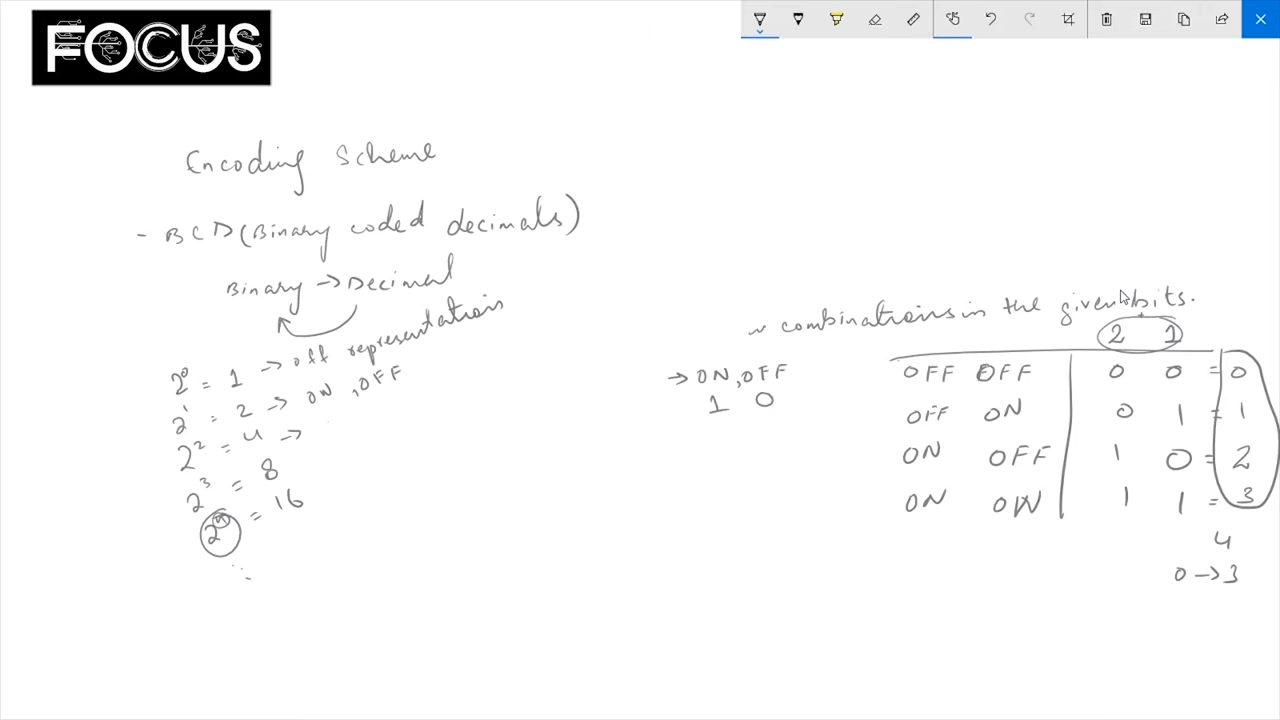 FOCUS
Encoding Scheme
- BCD (Binary coded decimals)
Binary → Decimal
2⁰ = 1 → off representation
2¹ = 2 → ON, OFF
2² = 4 →
2³ = 8
2⁴ = 16
combinations in the given bits.
→ ON, OFF
1 0
2 1
OFF OFF 0 0 = 0
OFF ON 0 1 = 1
ON OFF 1 0 = 2
ON ON 1 1 = 3
4
0 → 3